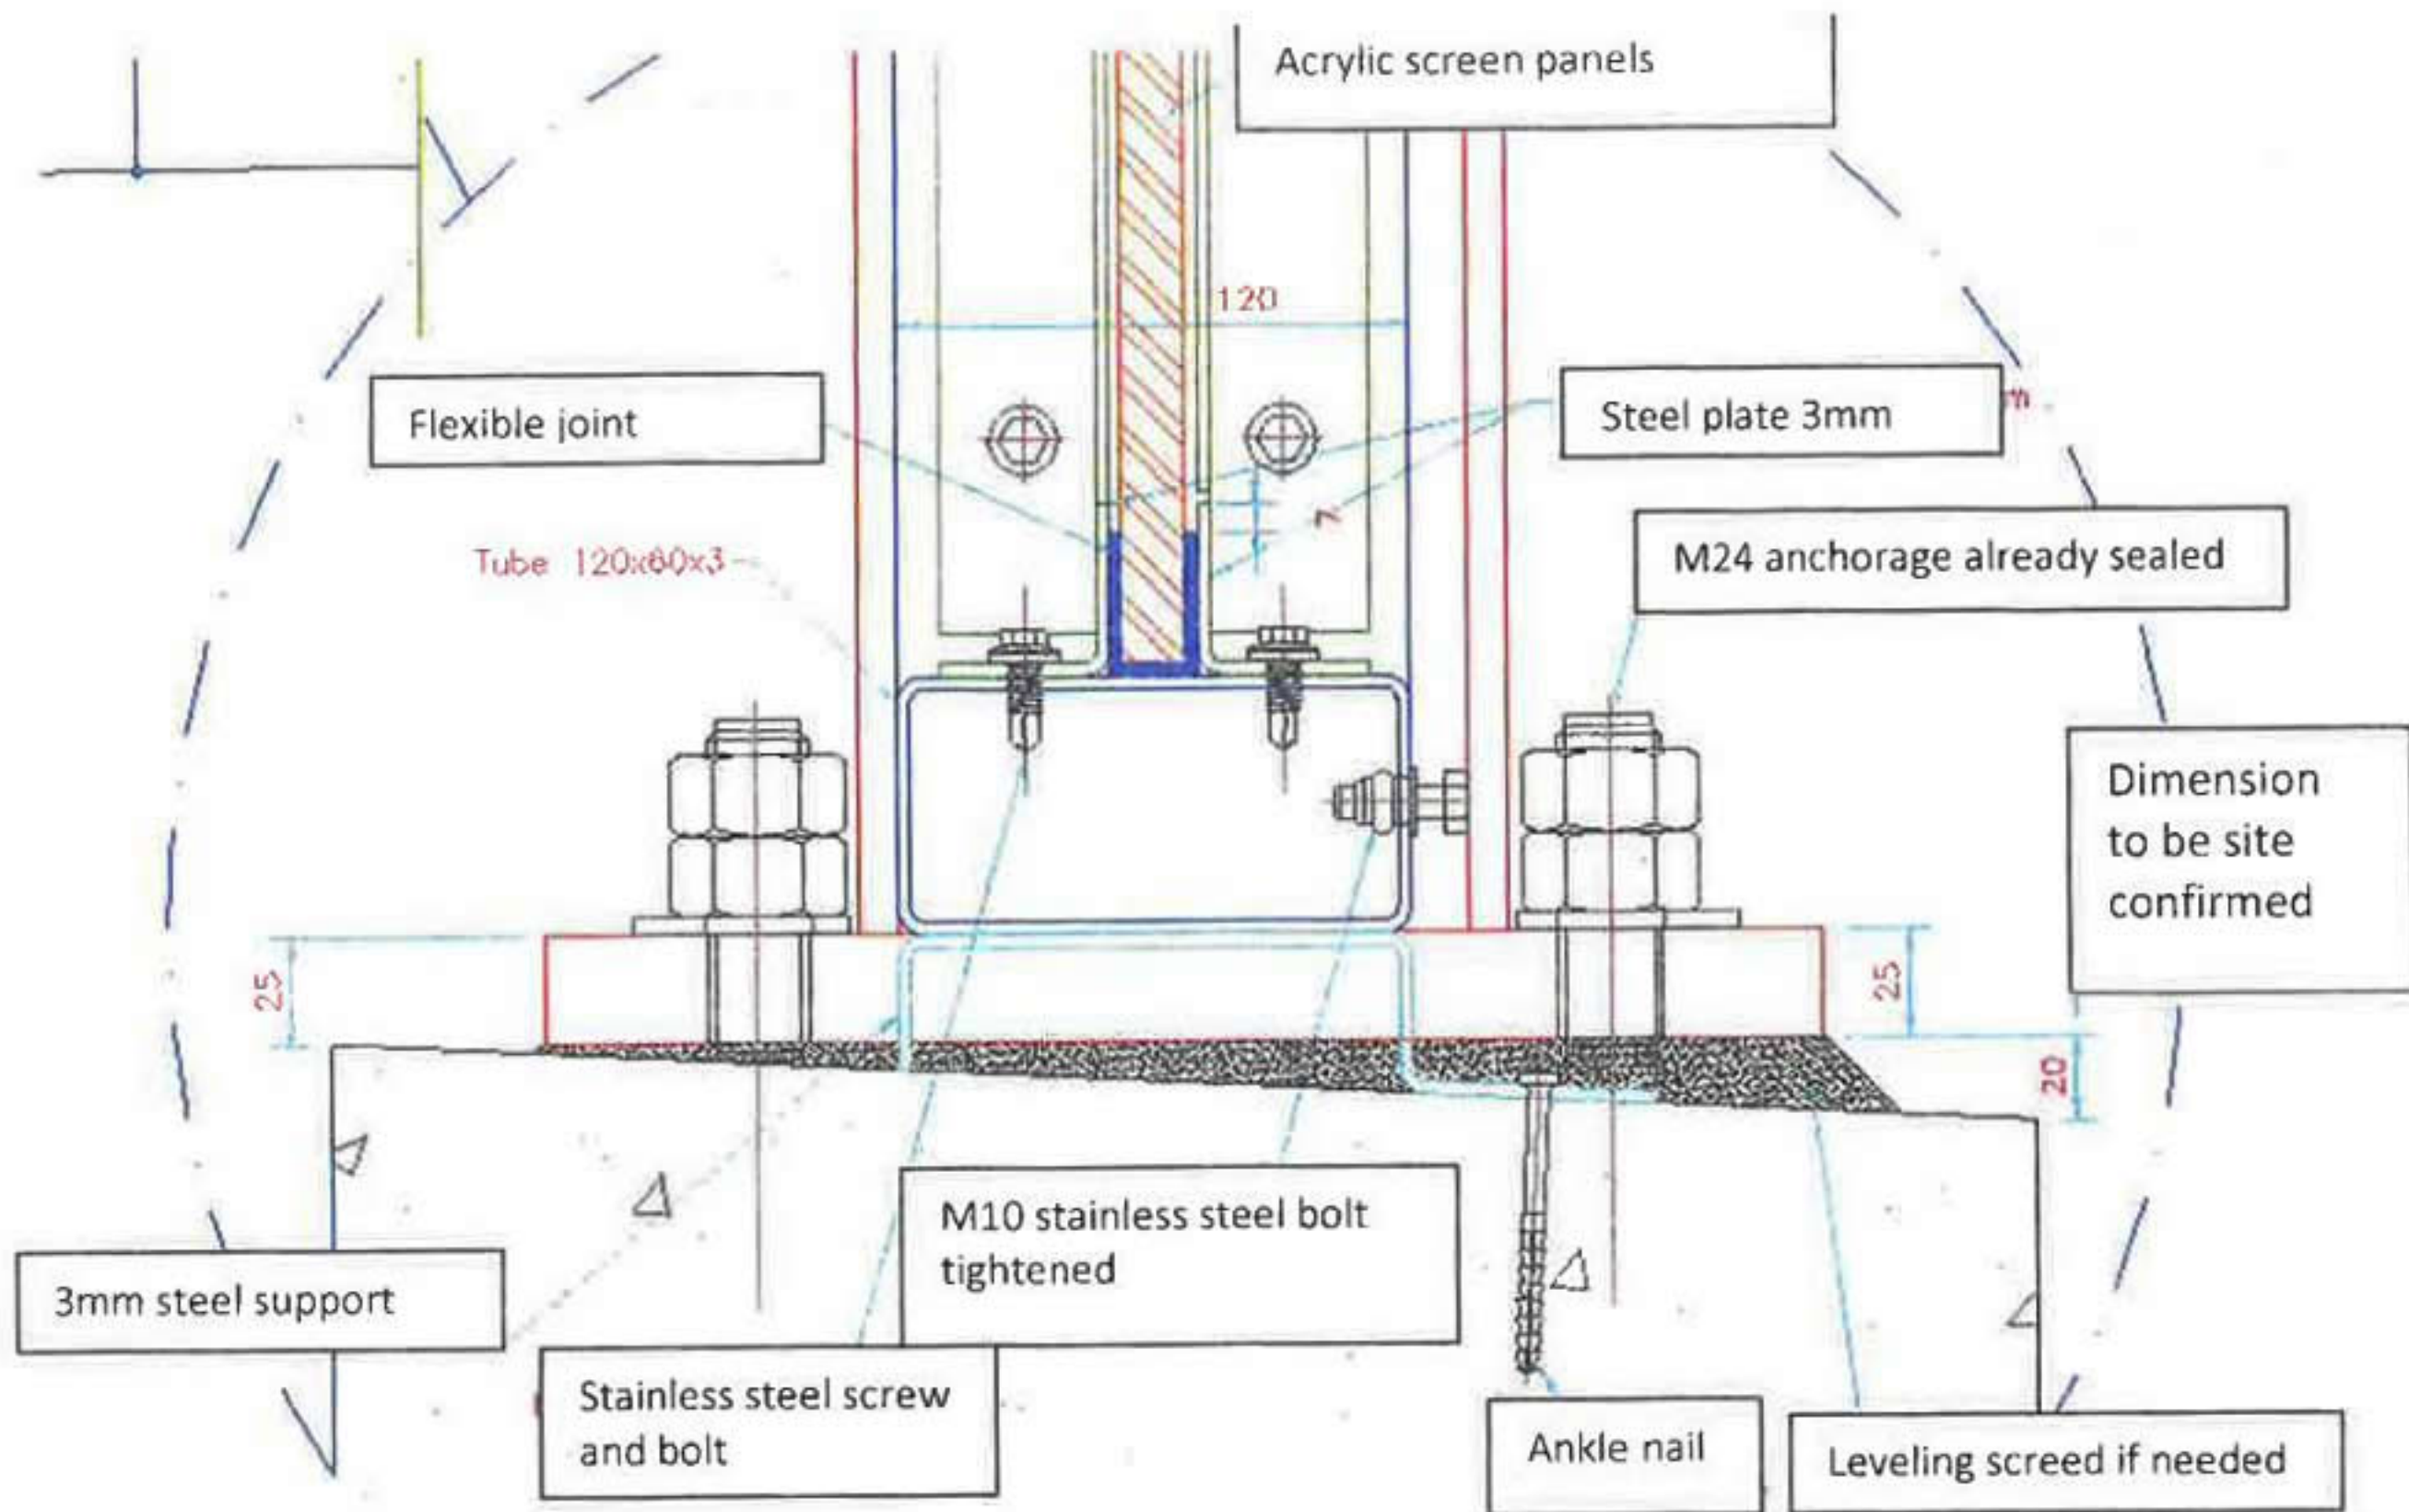 Acrylic screen panels
120
Flexible joint
Steel plate 3mm
3
7
Tube 120x60x3
M24 anchorage already sealed
Dimension
to be site
confirmed
25
25
20
M10 stainless steel bolt
tightened
3mm steel support
Stainless steel screw
and bolt
Ankle nail
Leveling screed if needed